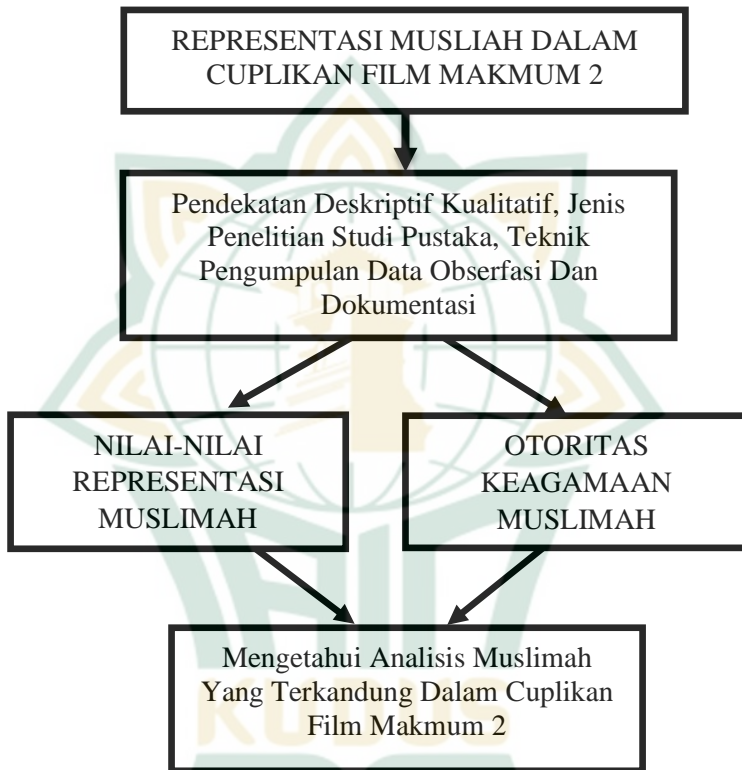 REPRESENTASI MUSLIAH DALAM
CUPLIKAN FILM MAKMUM 2
Pendekatan Deskriptif Kualitatif, Jenis
Penelitian Studi Pustaka, Teknik
Pengumpulan Data Obserfasi Dan
Dokumentasi
NILAI-NILAI
REPRESENTASI
MUSLIMAH
OTORITAS
KEAGAMAAN
MUSLIMAH
Mengetahui Analisis Muslimah
Yang Terkandung Dalam Cuplikan
Film Makmum 2
KUDUS